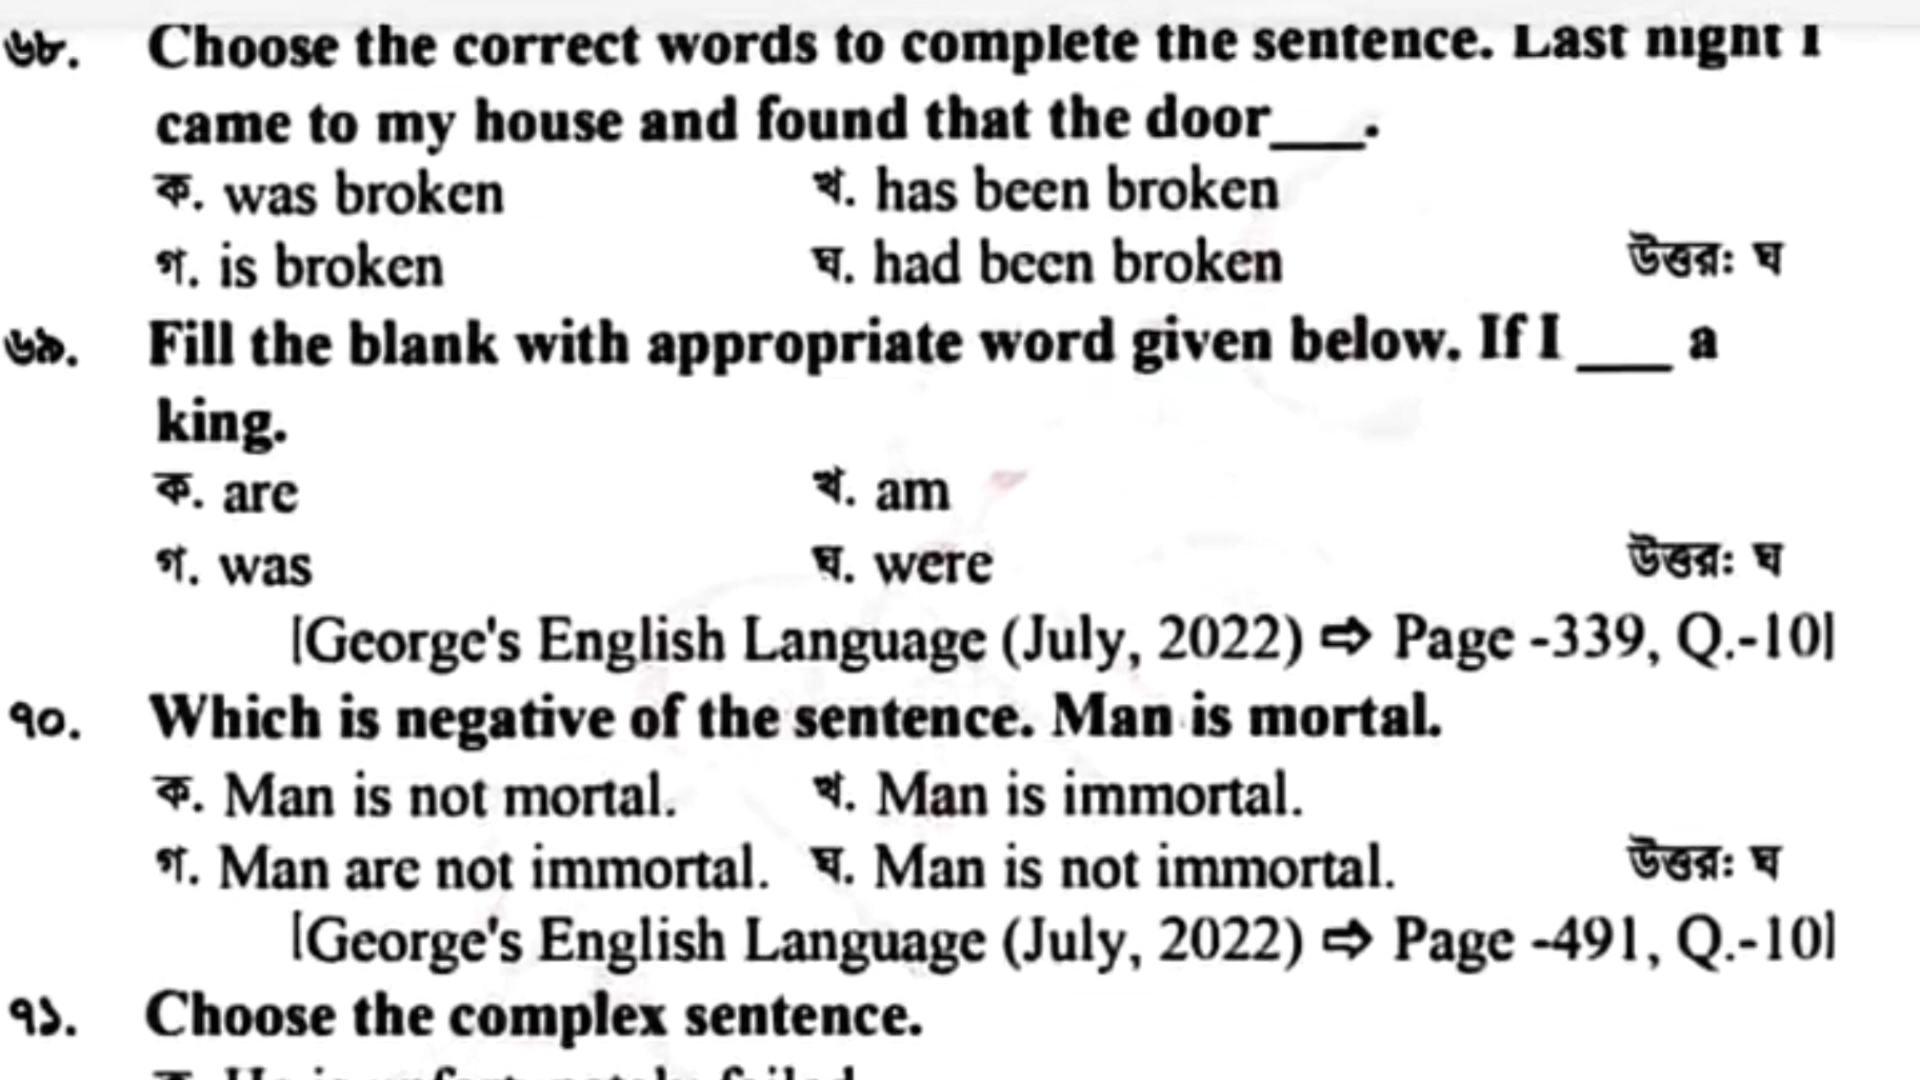 ৬৮. Choose the correct words to complete the sentence. Last night I
came to my house and found that the door___.
ক. was broken খ. has been broken
গ. is broken ঘ. had been broken উত্তরঃ ঘ
৬৯. Fill the blank with appropriate word given below. If I ___ a
king.
ক. are খ. am
গ. was ঘ. were উত্তরঃ ঘ
[George's English Language (July, 2022) ⇨ Page -339, Q.-10]
৭০. Which is negative of the sentence. Man is mortal.
ক. Man is not mortal. খ. Man is immortal.
গ. Man are not immortal. ঘ. Man is not immortal. উত্তরঃ ঘ
[George's English Language (July, 2022) ⇨ Page -491, Q.-10]
৭১. Choose the complex sentence.
ক. He is unfortunately failed.